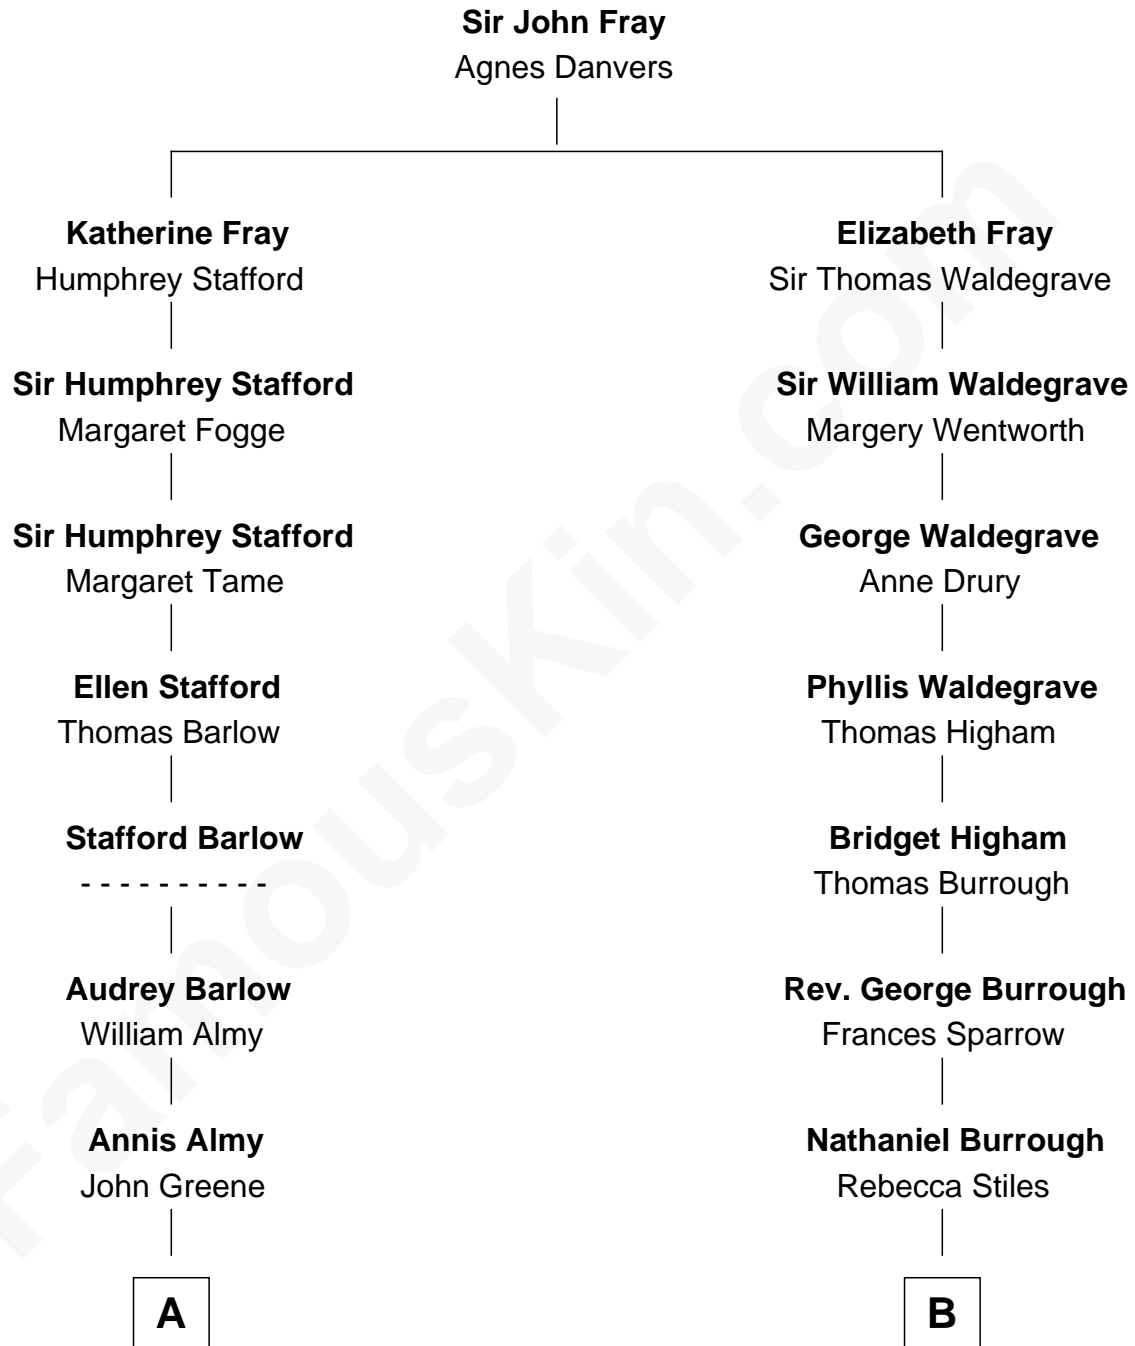 Sir John Fray
Agnes Danvers
Katherine Fray
Humphrey Stafford
Elizabeth Fray
Sir Thomas Waldegrave
Sir Humphrey Stafford
Margaret Fogge
Sir William Waldegrave
Margery Wentworth
Sir Humphrey Stafford
Margaret Tame
George Waldegrave
Anne Drury
Ellen Stafford
Thomas Barlow
Phyllis Waldegrave
Thomas Higham
Stafford Barlow
- - - - - - - - - -
Bridget Higham
Thomas Burrough
Audrey Barlow
William Almy
Rev. George Burrough
Frances Sparrow
Annis Almy
John Greene
Nathaniel Burrough
Rebecca Stiles
A
B
FamousKin.com